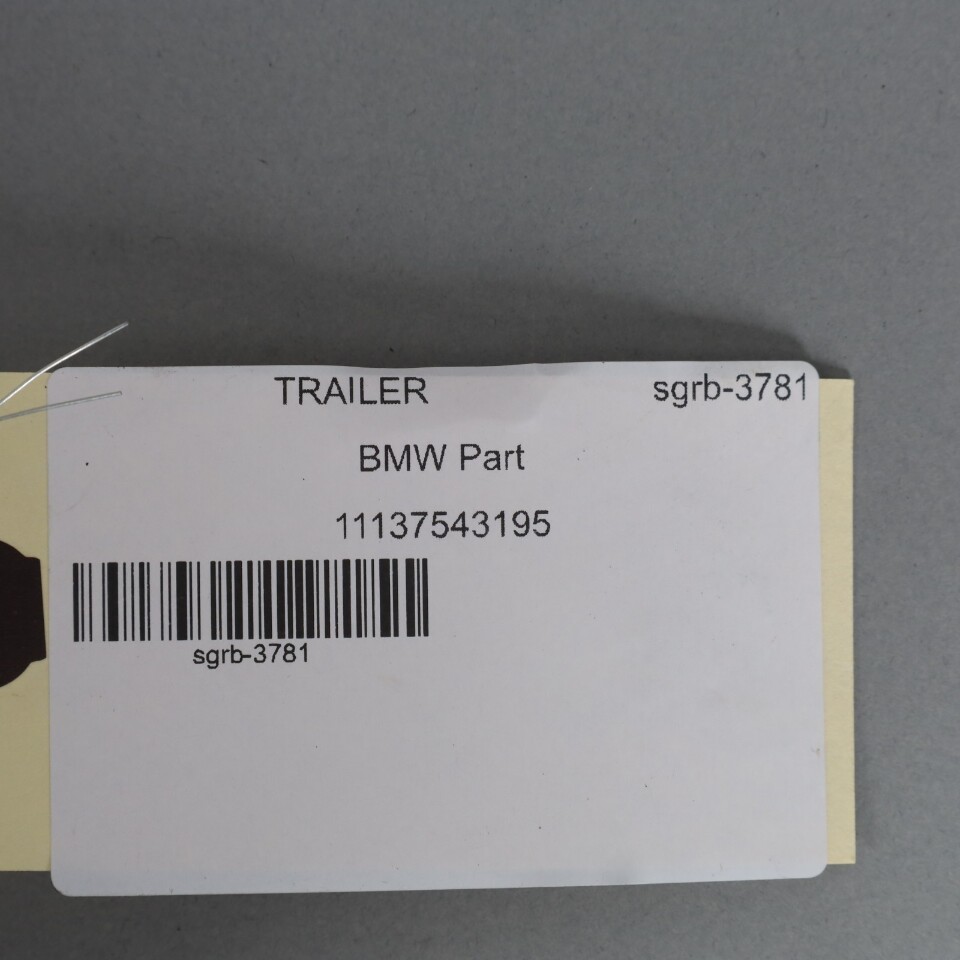 TRAILER sgrb-3781
BMW Part
11137543195
sgrb-3781